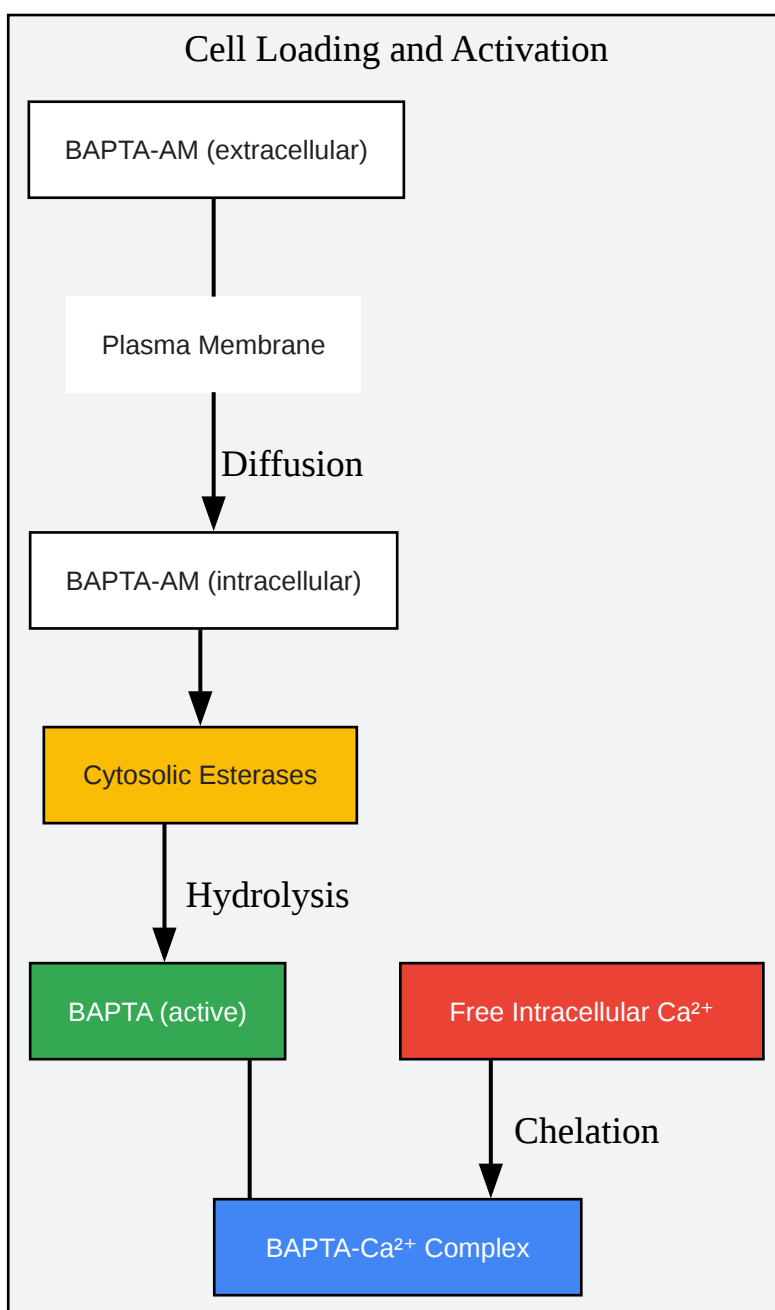 Cell Loading and Activation
BAPTA-AM (extracellular)
Plasma Membrane
Diffusion
BAPTA-AM (intracellular)
Cytosolic Esterases
Hydrolysis
BAPTA (active)
Free Intracellular Ca²⁺
Chelation
BAPTA-Ca²⁺ Complex